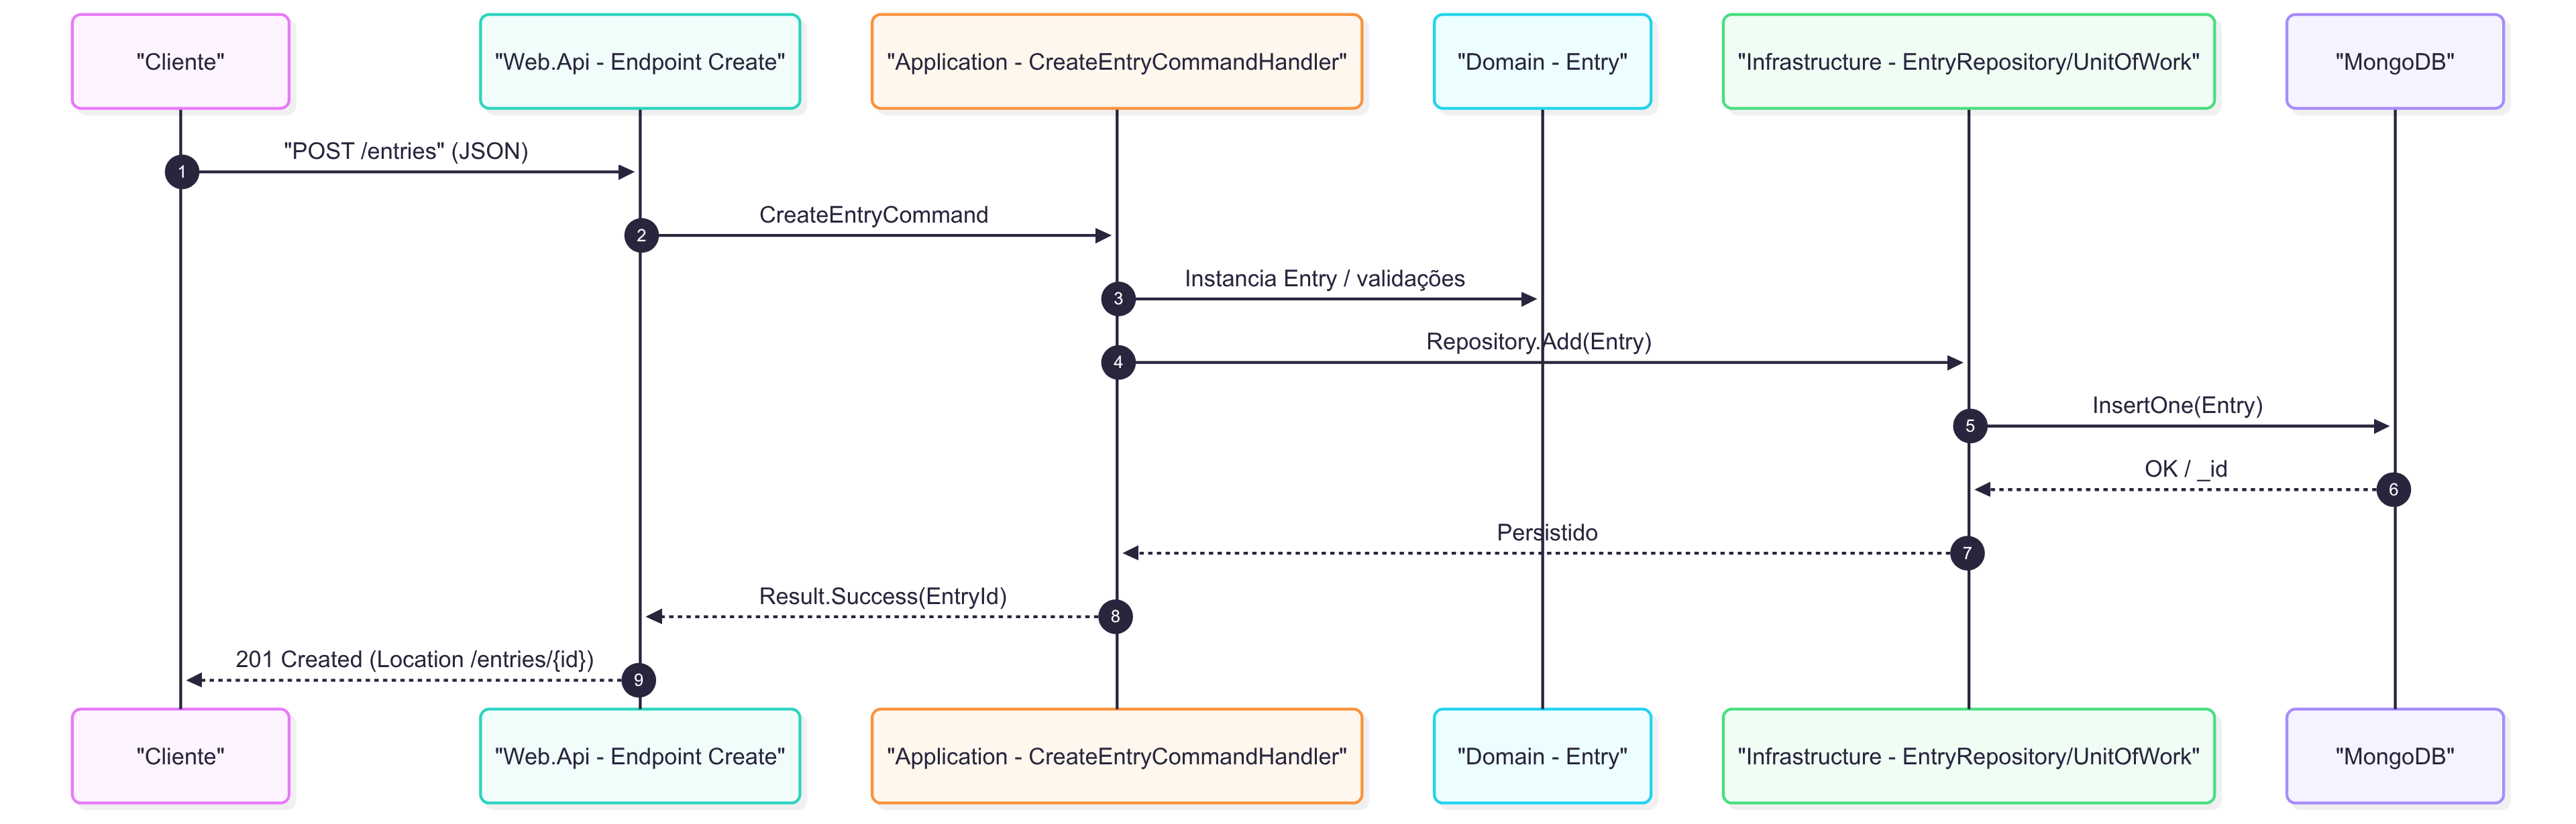 "Cliente"
"Web.Api - Endpoint Create"
"Application - CreateEntryCommandHandler"
"Domain - Entry"
"Infrastructure - EntryRepository/UnitOfWork"
"MongoDB"
"POST /entries" (JSON)
1
CreateEntryCommand
2
Instancia Entry / validações
3
Repository.Add(Entry)
4
InsertOne(Entry)
5
OK / _id
6
Persistido
7
Result.Success(EntryId)
8
201 Created (Location /entries/{id})
9
"Cliente"
"Web.Api - Endpoint Create"
"Application - CreateEntryCommandHandler"
"Domain - Entry"
"Infrastructure - EntryRepository/UnitOfWork"
"MongoDB"